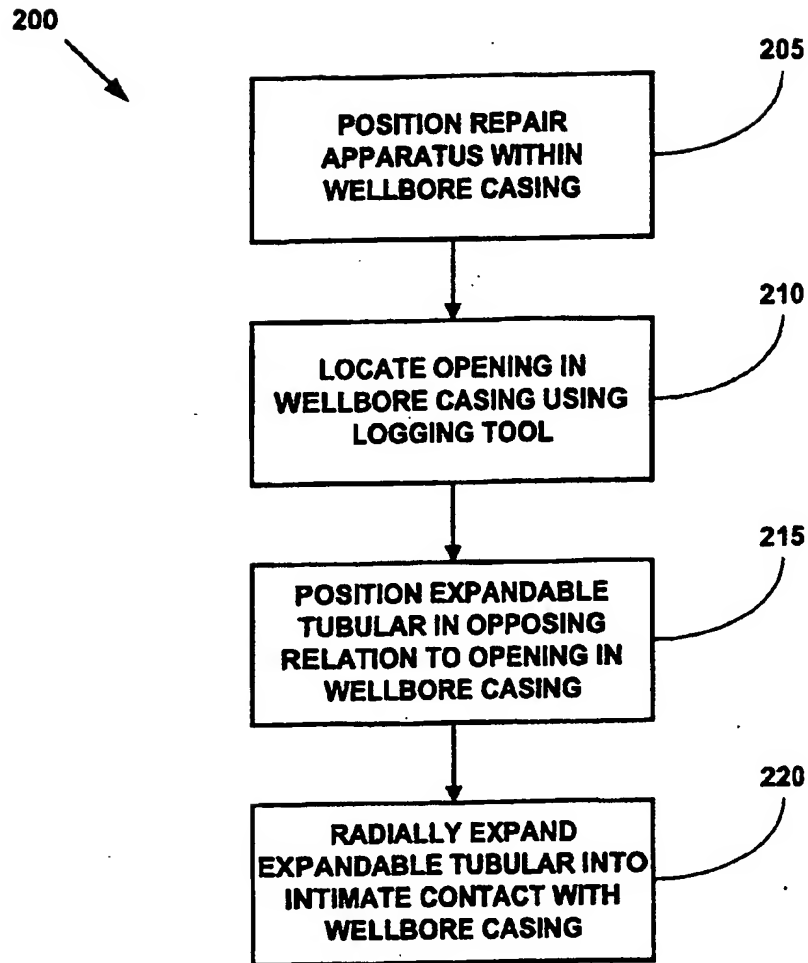 200
205
POSITION REPAIR
APPARATUS WITHIN
WELLBORE CASING
210
LOCATE OPENING IN
WELLBORE CASING USING
LOGGING TOOL
215
POSITION EXPANDABLE
TUBULAR IN OPPOSING
RELATION TO OPENING IN
WELLBORE CASING
220
RADIALLY EXPAND
EXPANDABLE TUBULAR INTO
INTIMATE CONTACT WITH
WELLBORE CASING